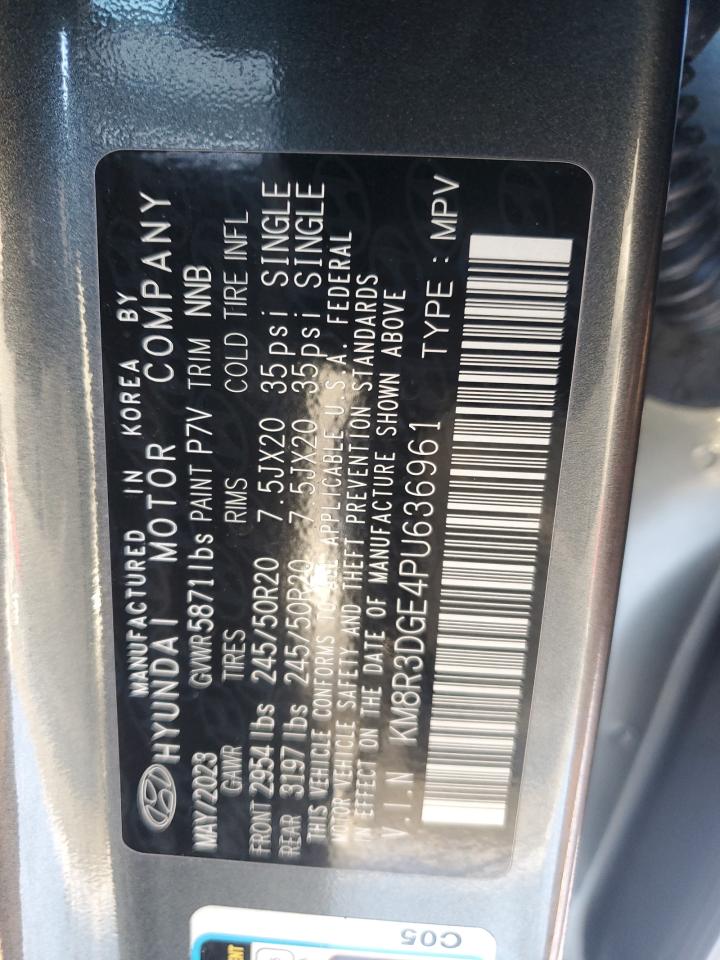 MANUFACTURED IN KOREA BY
HYUNDAI MOTOR COMPANY
MAY/2023 GVWR 5871lbs PAINT P7V TRIM NNB
GAWR TIRES RIMS COLD TIRE INFL
FRONT 2954lbs 245/50R20 7.5JX20 35psi SINGLE
REAR 3197lbs 245/50R20 7.5JX20 35psi SINGLE
THIS VEHICLE CONFORMS TO ALL APPLICABLE U.S.A. FEDERAL
MOTOR VEHICLE SAFETY AND THEFT PREVENTION STANDARDS
IN EFFECT ON THE DATE OF MANUFACTURE SHOWN ABOVE
V.I.N KM8R3DGE4PU636961 TYPE : MPV
C05